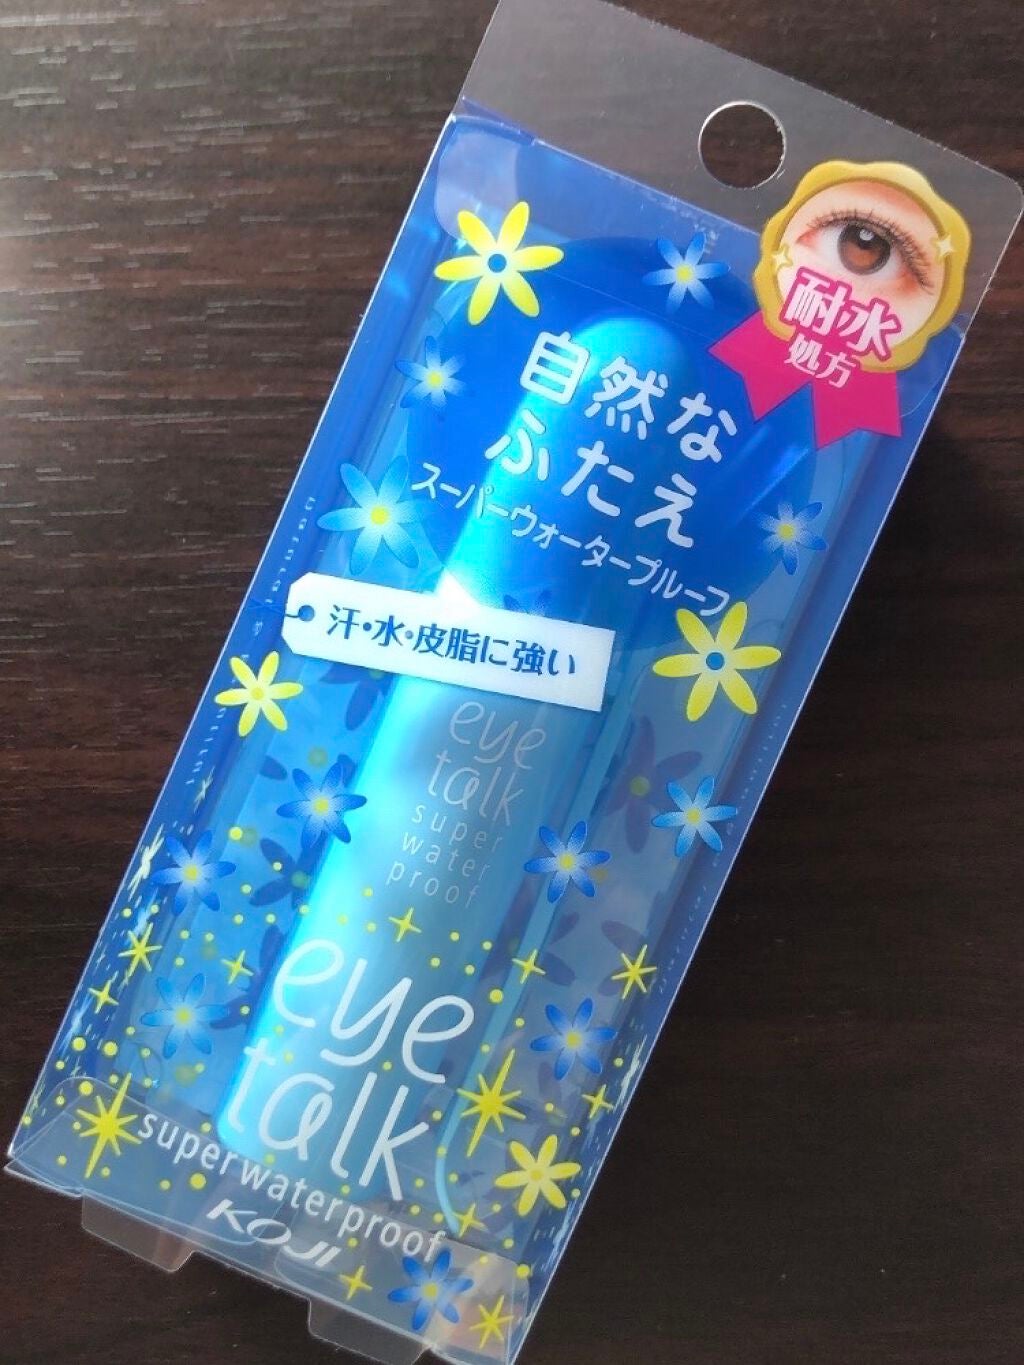 耐水
処方
自然な
ふたえ
スーパーウォータープルーフ
汗・水・皮脂に強い
eye
talk
super
water
proof
eye
talk
superwaterproof
KOJI